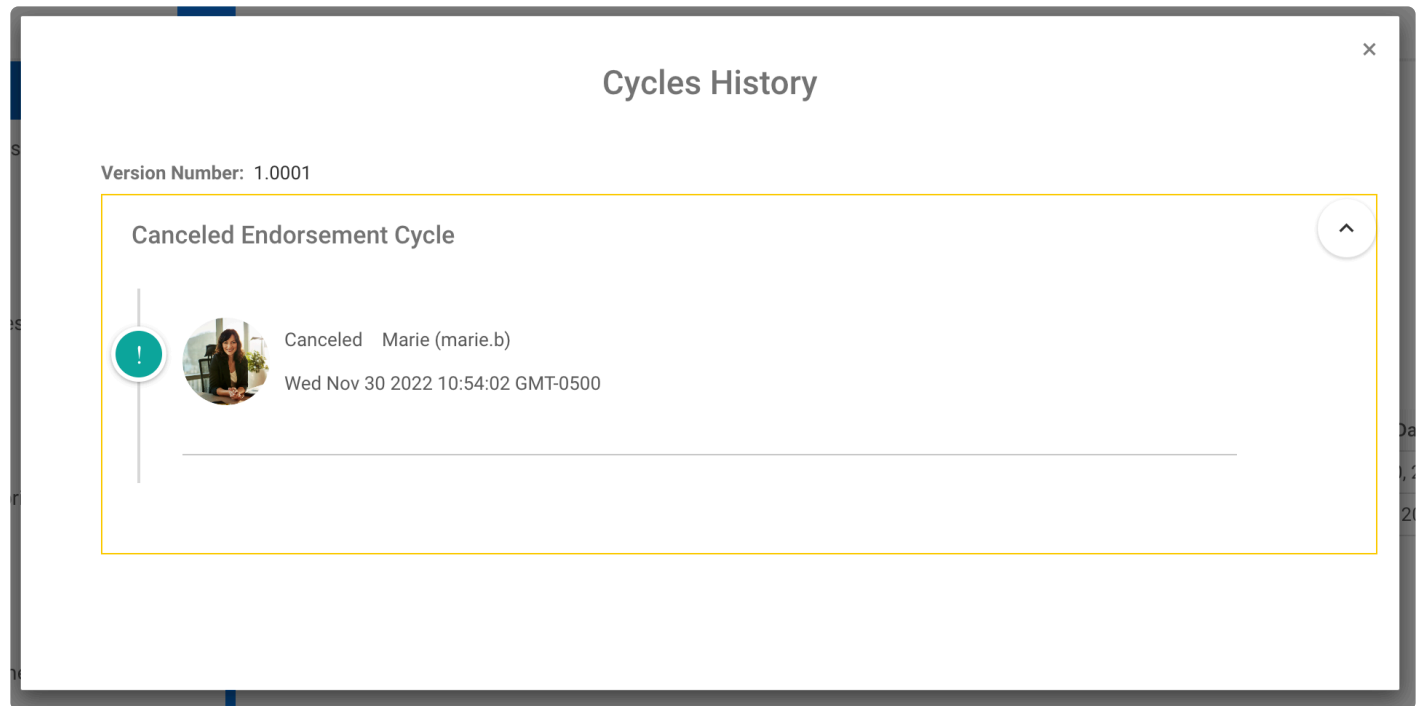 Cycles History
Version Number: 1.0001
Canceled Endorsement Cycle
Canceled Marie (marie.b)
Wed Nov 30 2022 10:54:02 GMT-0500